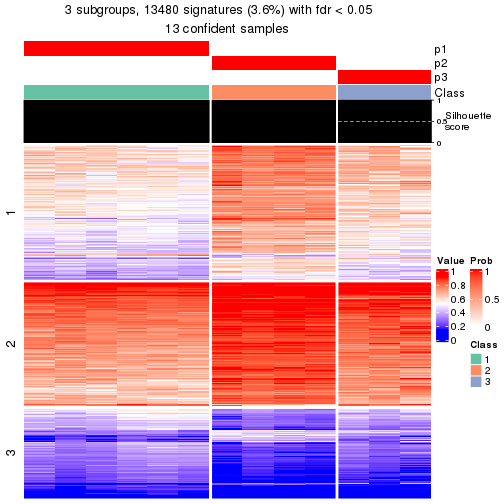 3 subgroups, 13480 signatures (3.6%) with fdr < 0.05
13 confident samples
p1
p2
p3
Class
1
0.5
0
Silhouette
score
1
2
3
Value
1
0.8
0.6
0.4
0.2
0
Prob
1
0.5
0
Class
1
2
3